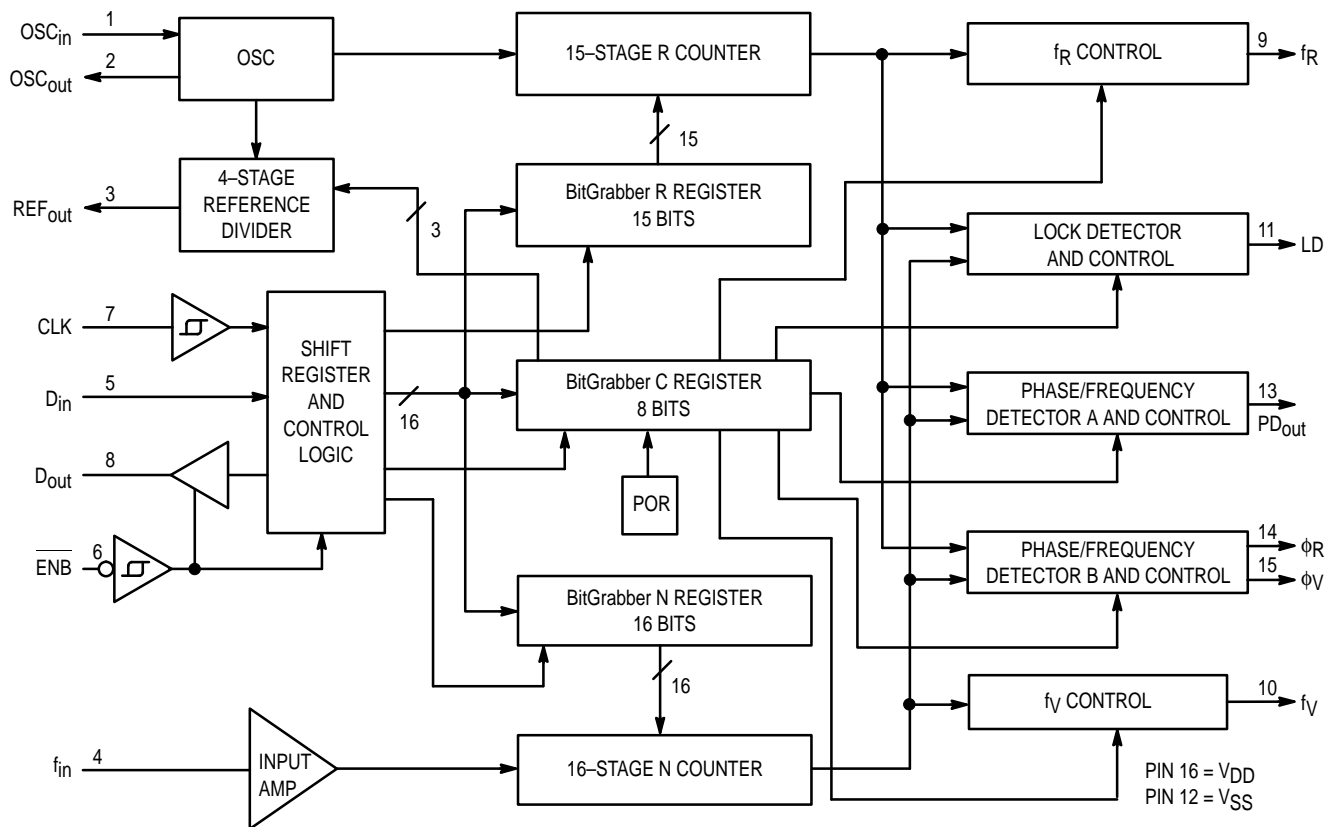 OSCin
1
OSCout
2
OSC
15–STAGE R COUNTER
fR CONTROL
9
fR
15
REFout
3
4–STAGE
REFERENCE
DIVIDER
3
BitGrabber R REGISTER
15 BITS
LOCK DETECTOR
AND CONTROL
11
LD
CLK
7
Din
5
Dout
8
ENB
6
SHIFT
REGISTER
AND
CONTROL
LOGIC
16
BitGrabber C REGISTER
8 BITS
POR
PHASE/FREQUENCY
DETECTOR A AND CONTROL
13
PDout
PHASE/FREQUENCY
DETECTOR B AND CONTROL
14
ϕR
15
ϕV
BitGrabber N REGISTER
16 BITS
16
fV CONTROL
10
fV
fin
4
INPUT
AMP
16–STAGE N COUNTER
PIN 16 = VDD
PIN 12 = VSS